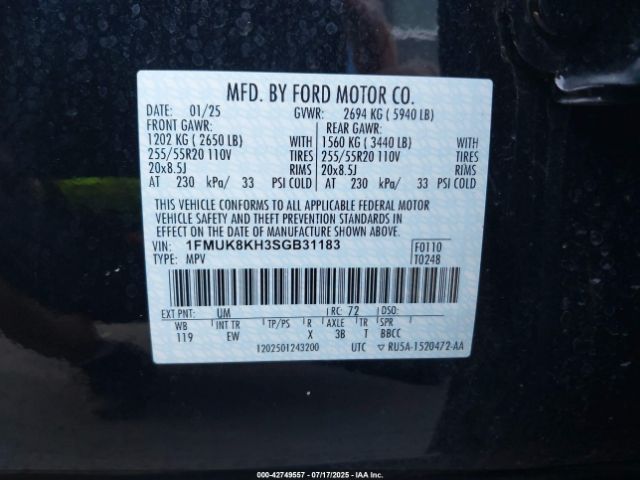 MFD. BY FORD MOTOR CO.
DATE: 01/25 GVWR: 2694 KG ( 5940 LB)
FRONT GAWR: REAR GAWR:
1202 KG ( 2650 LB) WITH 1560 KG ( 3440 LB) WITH
255/55R20 110V TIRES 255/55R20 110V TIRES
20x8.5J RIMS 20x8.5J RIMS
AT 230 kPa/ 33 PSI COLD AT 230 kPa/ 33 PSI COLD
THIS VEHICLE CONFORMS TO ALL APPLICABLE FEDERAL MOTOR
VEHICLE SAFETY AND THEFT PREVENTION STANDARDS IN
EFFECT ON THE DATE OF MANUFACTURE SHOWN ABOVE.
VIN: 1FMUK8KH3SGB31183 F0110
TYPE: MPV T0248
EXT PNT: UM RC: 72 DSO:
WB INT TR TP/PS R AXLE TR SPR
119 EW X 3B T BBCC
1202501243200 UTC ▽ RU5A-1520472-AA
000-42749557 - 07/17/2025 - IAAI.COM